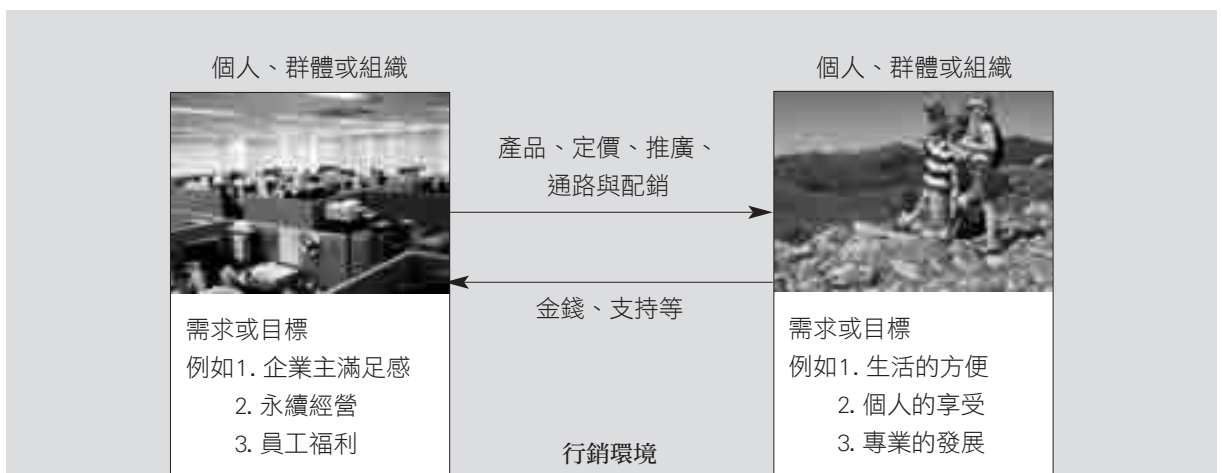 個人、群體或組織
個人、群體或組織
產品、定價、推廣、
通路與配銷
金錢、支持等
需求或目標
例如1. 企業主滿足感
2. 永續經營
3. 員工福利
需求或目標
例如1. 生活的方便
2. 個人的享受
3. 專業的發展
行銷環境